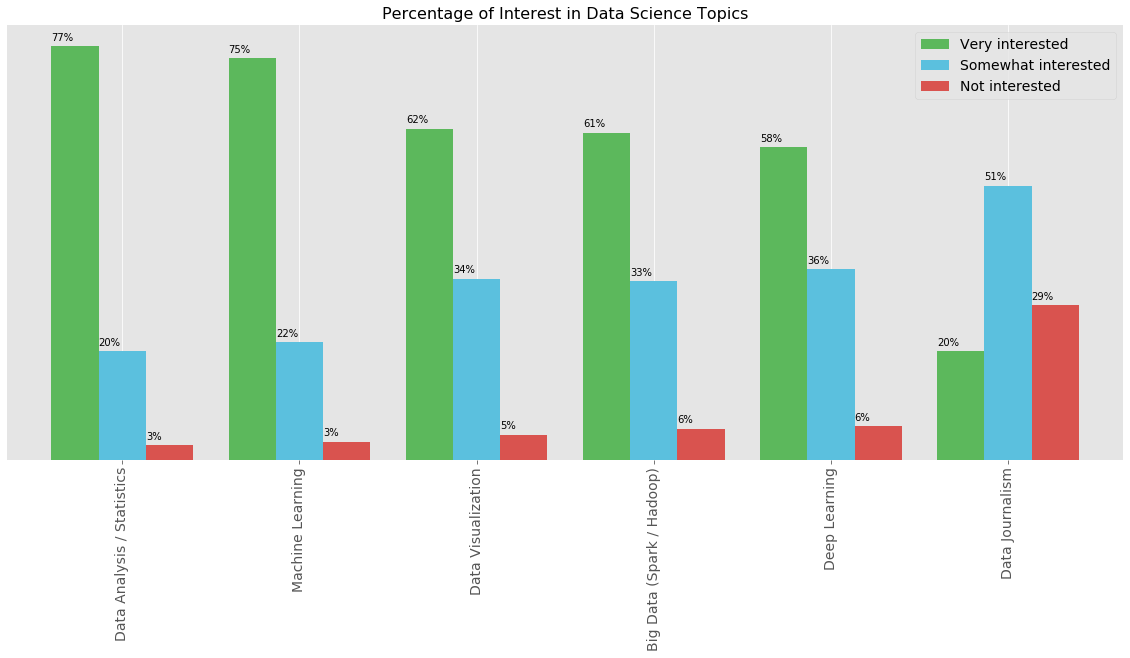 Percentage of Interest in Data Science Topics
Very interested
Somewhat interested
Not interested
77%
20%
3%
75%
22%
3%
62%
34%
5%
61%
33%
6%
58%
36%
6%
20%
51%
29%
Data Analysis / Statistics
Machine Learning
Data Visualization
Big Data (Spark / Hadoop)
Deep Learning
Data Journalism